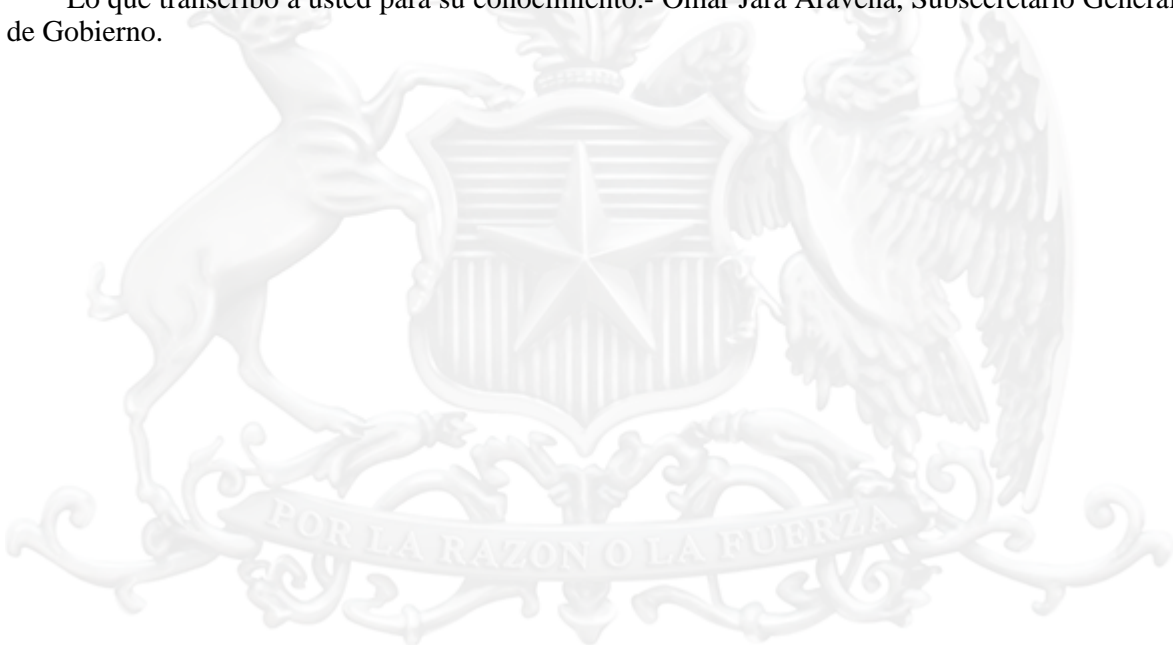 Lo que transcribo a usted para su conocimiento.- Omar Jara Aravena, Subsecretario General
de Gobierno.
POR LA RAZON O LA FUERZA